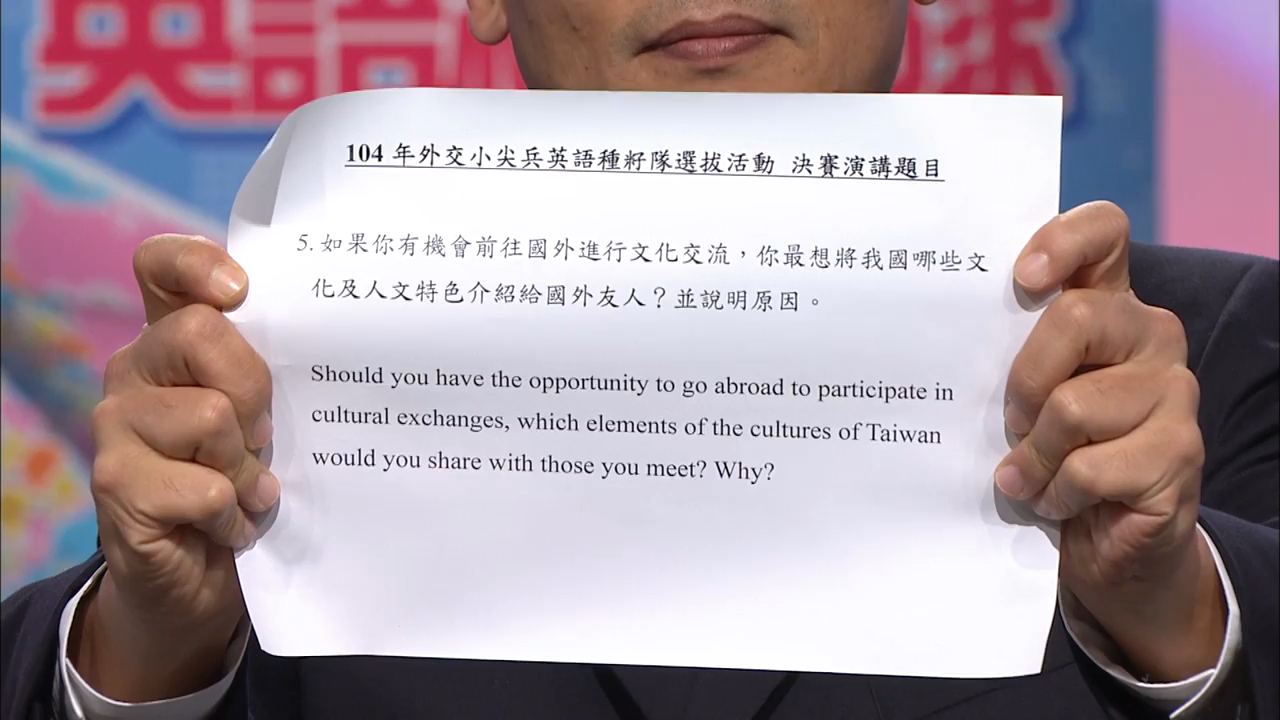 英語
104 年外交小尖兵英語種籽隊選拔活動 決賽演講題目
5. 如果你有機會前往國外進行文化交流，你最想將我國哪些文
化及人文特色介紹給國外友人？並說明原因。
Should you have the opportunity to go abroad to participate in
cultural exchanges, which elements of the cultures of Taiwan
would you share with those you meet? Why?